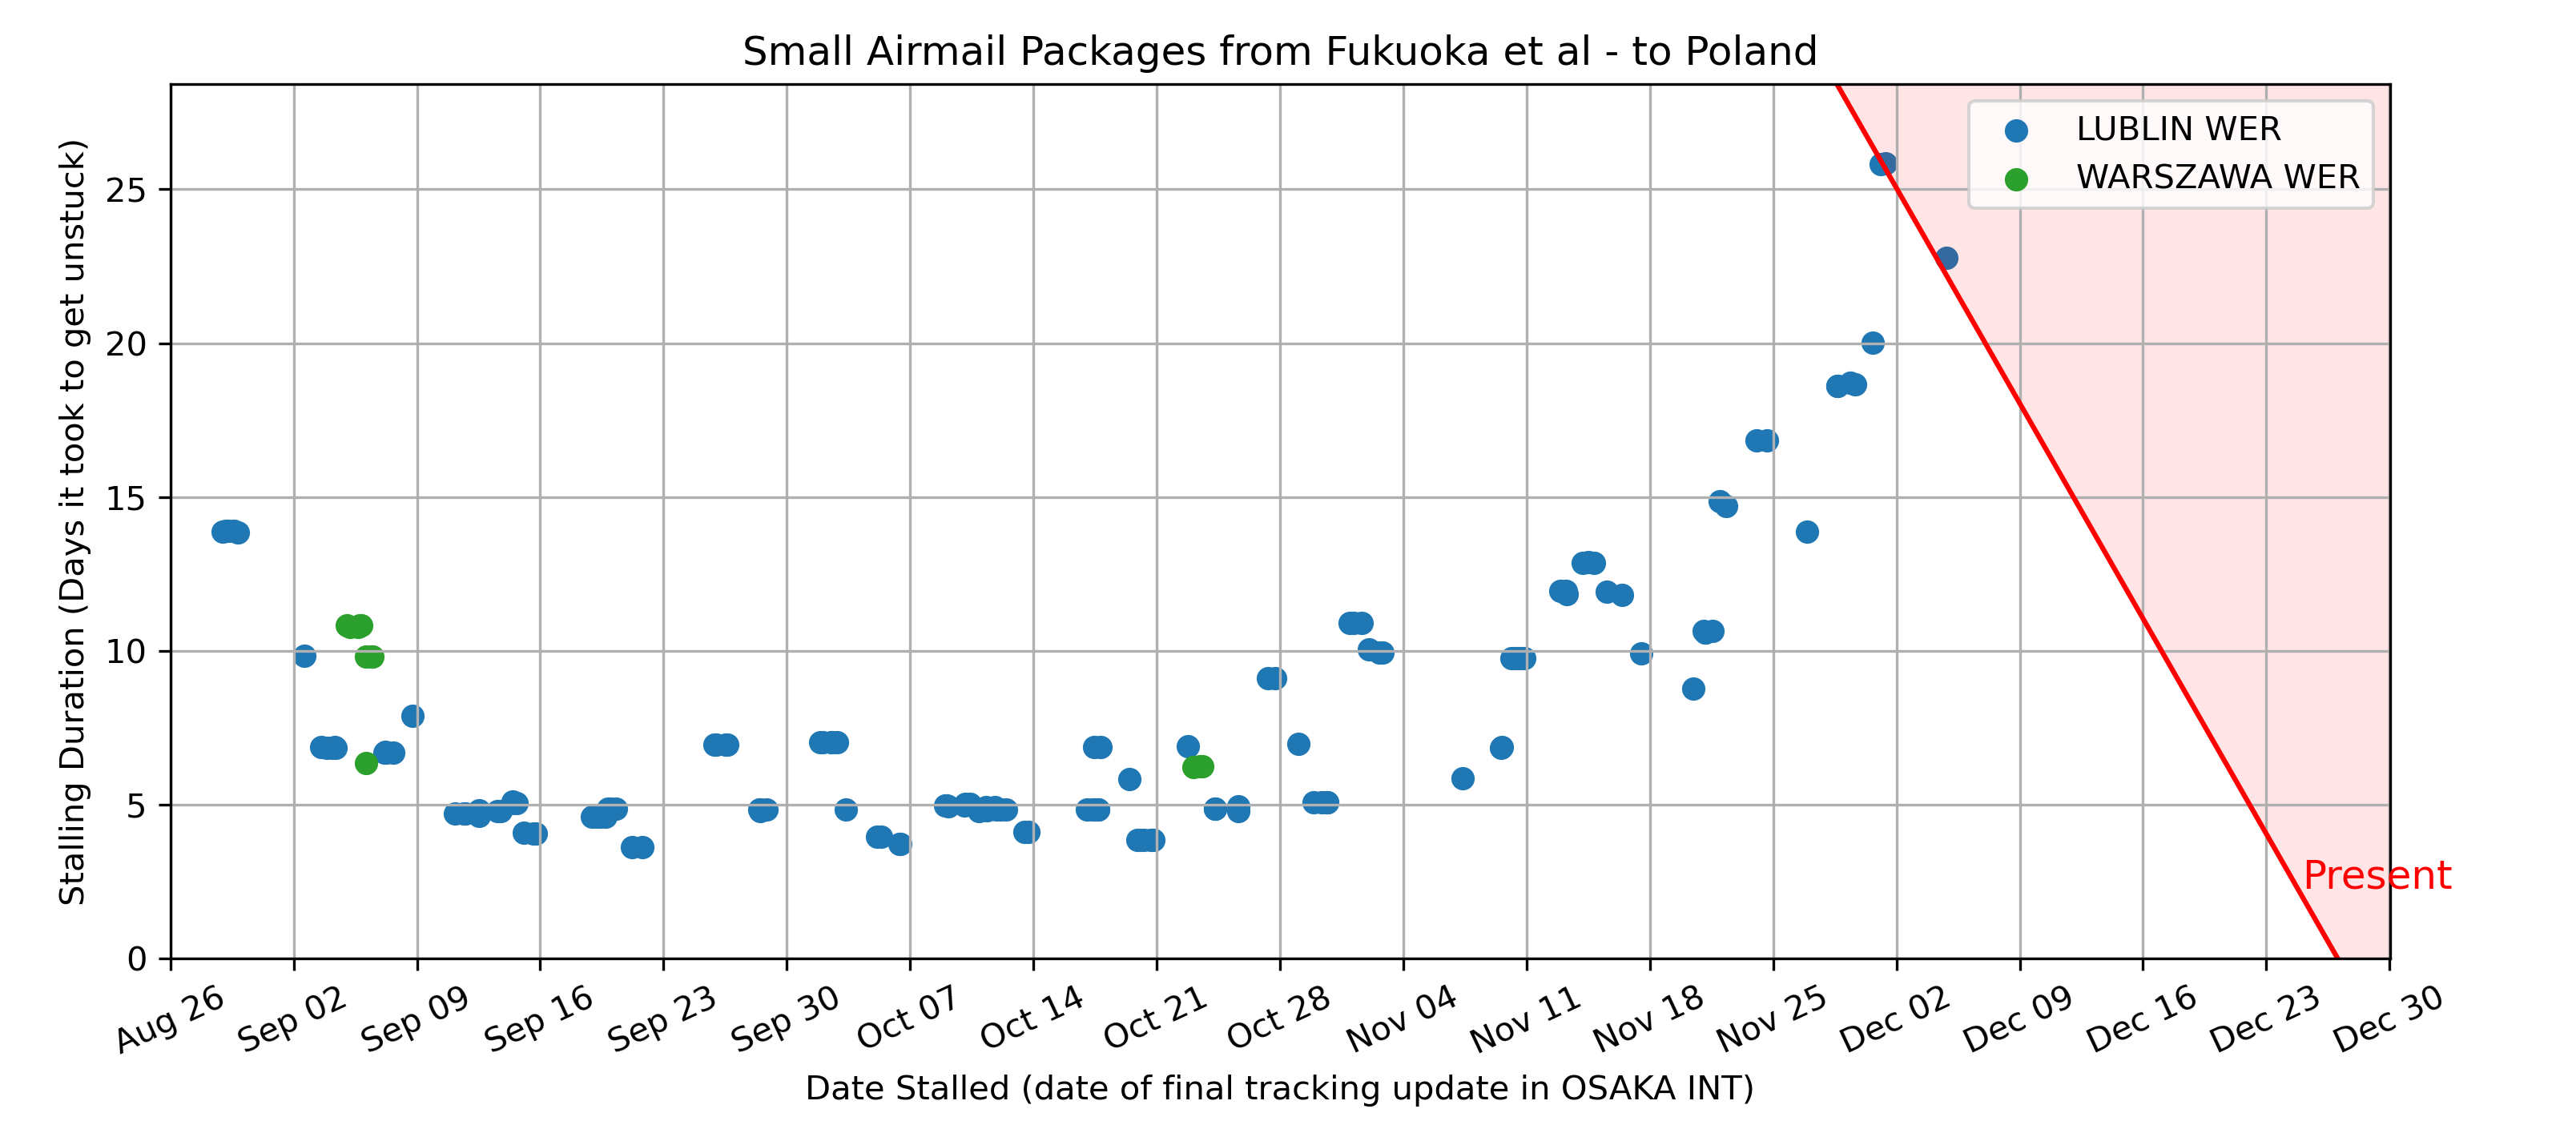 Small Airmail Packages from Fukuoka et al - to Poland
LUBLIN WER
WARSZAWA WER
Stalling Duration (Days it took to get unstuck)
25
20
15
10
5
0
Present
Aug 26
Sep 02
Sep 09
Sep 16
Sep 23
Sep 30
Oct 07
Oct 14
Oct 21
Oct 28
Nov 04
Nov 11
Nov 18
Nov 25
Dec 02
Dec 09
Dec 16
Dec 23
Dec 30
Date Stalled (date of final tracking update in OSAKA INT)